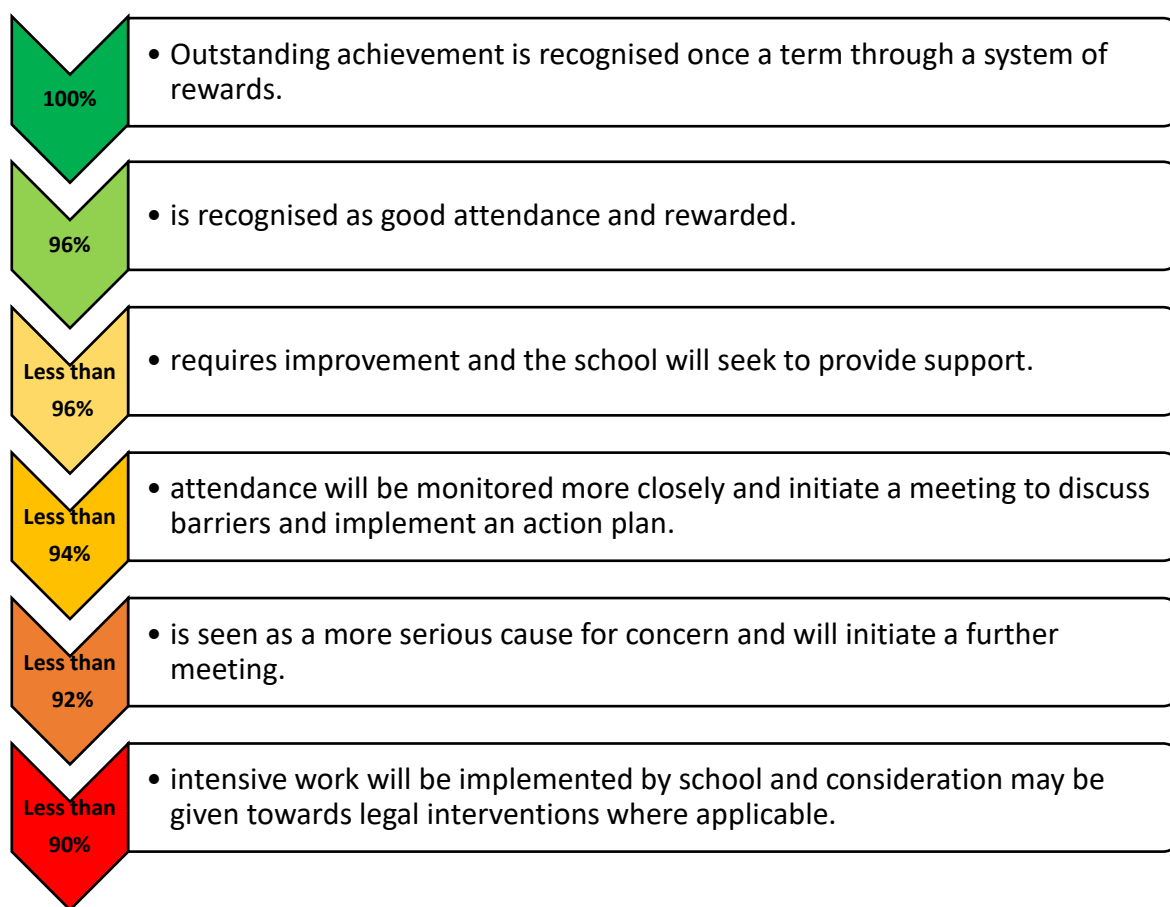 100%
• Outstanding achievement is recognised once a term through a system of
rewards.
96%
• is recognised as good attendance and rewarded.
Less than
96%
• requires improvement and the school will seek to provide support.
Less than
94%
• attendance will be monitored more closely and initiate a meeting to discuss
barriers and implement an action plan.
Less than
92%
• is seen as a more serious cause for concern and will initiate a further
meeting.
Less than
90%
• intensive work will be implemented by school and consideration may be
given towards legal interventions where applicable.